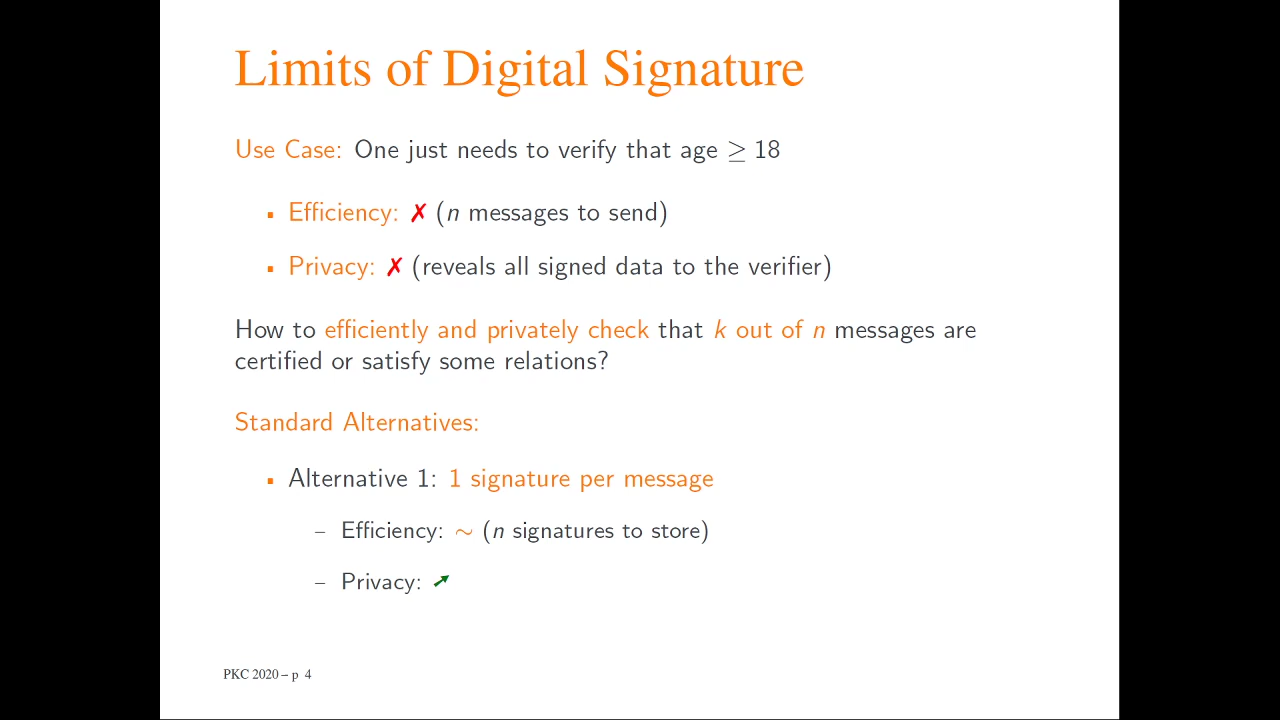 Limits of Digital Signature
Use Case: One just needs to verify that age ≥ 18
▪ Efficiency: ✗ (n messages to send)
▪ Privacy: ✗ (reveals all signed data to the verifier)
How to efficiently and privately check that k out of n messages are
certified or satisfy some relations?
Standard Alternatives:
▪ Alternative 1: 1 signature per message
– Efficiency: ∼ (n signatures to store)
– Privacy: ➚
PKC 2020 – p 4